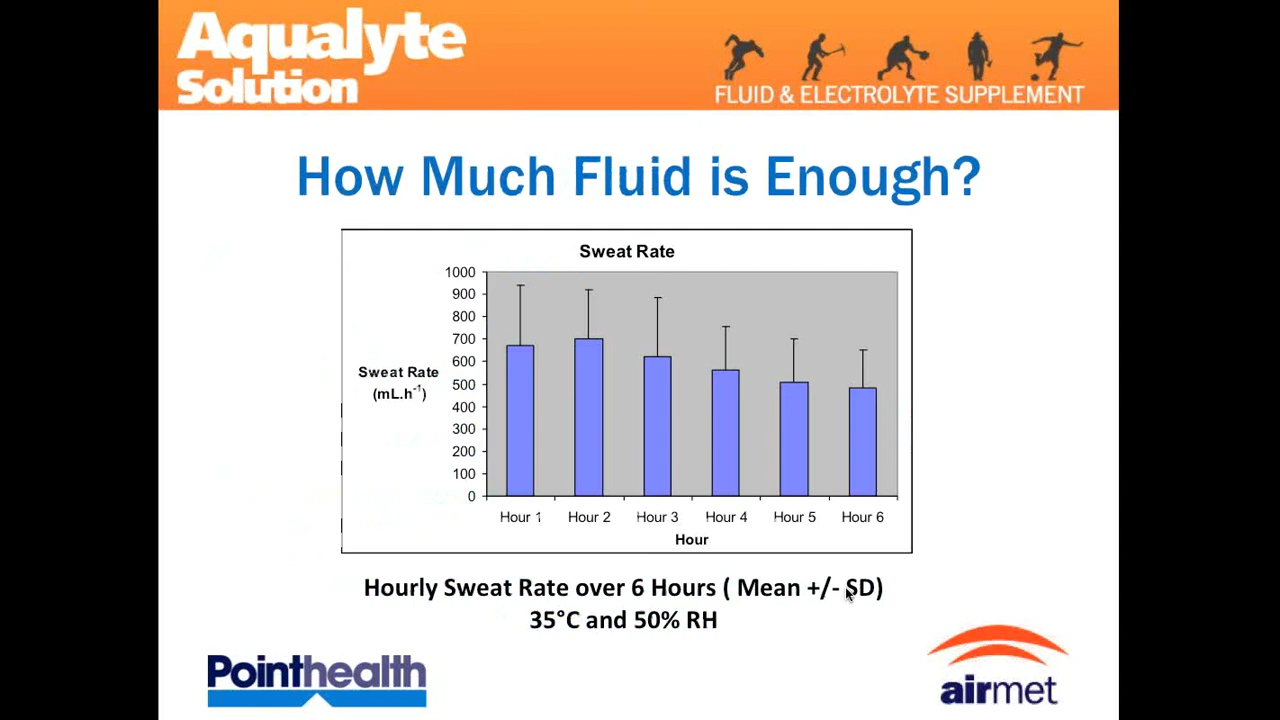 Aqualyte
Solution
FLUID & ELECTROLYTE SUPPLEMENT
How Much Fluid is Enough?
Sweat Rate
1000
900
800
700
600
500
400
300
200
100
0
Sweat Rate
(mL.h⁻¹)
Hour 1 Hour 2 Hour 3 Hour 4 Hour 5 Hour 6
Hour
Hourly Sweat Rate over 6 Hours ( Mean +/- SD)
35°C and 50% RH
Pointhealth
airmet